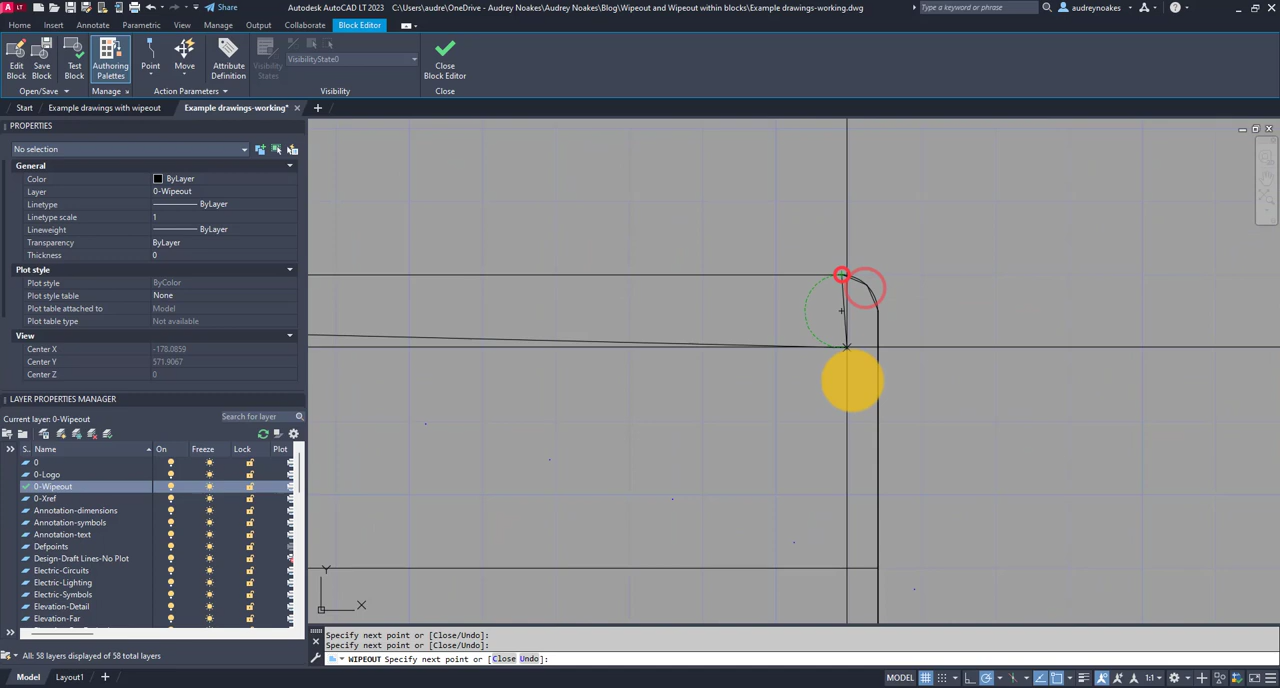 LT
Share
Autodesk AutoCAD LT 2023 C:\users\audre\OneDrive - Audrey Noakes\Audrey Noakes\Blog\Wipeout and Wipeout within blocks\Example drawings-working.dwg
Type a keyword or phrase
audreynoakes
Home Insert Annotate Parametric View Manage Output Collaborate Block Editor
Edit Block
Save Block
Test Block
Authoring Palettes
Point
Move
Attribute Definition
Visibility States
VisibilityState0
Close Block Editor
Open/Save Manage Action Parameters Visibility Close
Start Example drawings with wipeout Example drawings-working*
PROPERTIES
No selection
General
Color ByLayer
Layer 0-Wipeout
Linetype ByLayer
Linetype scale 1
Lineweight ByLayer
Transparency ByLayer
Thickness 0
Plot style
Plot style ByColor
Plot style table None
Plot table attached to Model
Plot table type Not available
View
Center X -178.0859
Center Y 571.9067
Center Z 0
LAYER PROPERTIES MANAGER
Current layer: 0-Wipeout
Search for layer
S.. Name On Freeze Lock Plot
0
0-Logo
0-Wipeout
0-Xref
Annotation-dimensions
Annotation-symbols
Annotation-text
Defpoints
Design-Draft Lines-No Plot
Electric-Circuits
Electric-Lighting
Electric-Symbols
Elevation-Detail
Elevation-Far
All: 58 layers displayed of 58 total layers
Y
X
Specify next point or [Close/Undo]:
Specify next point or [Close/Undo]:
WIPEOUT Specify next point or [Close Undo]:
Model Layout1
MODEL
1:1